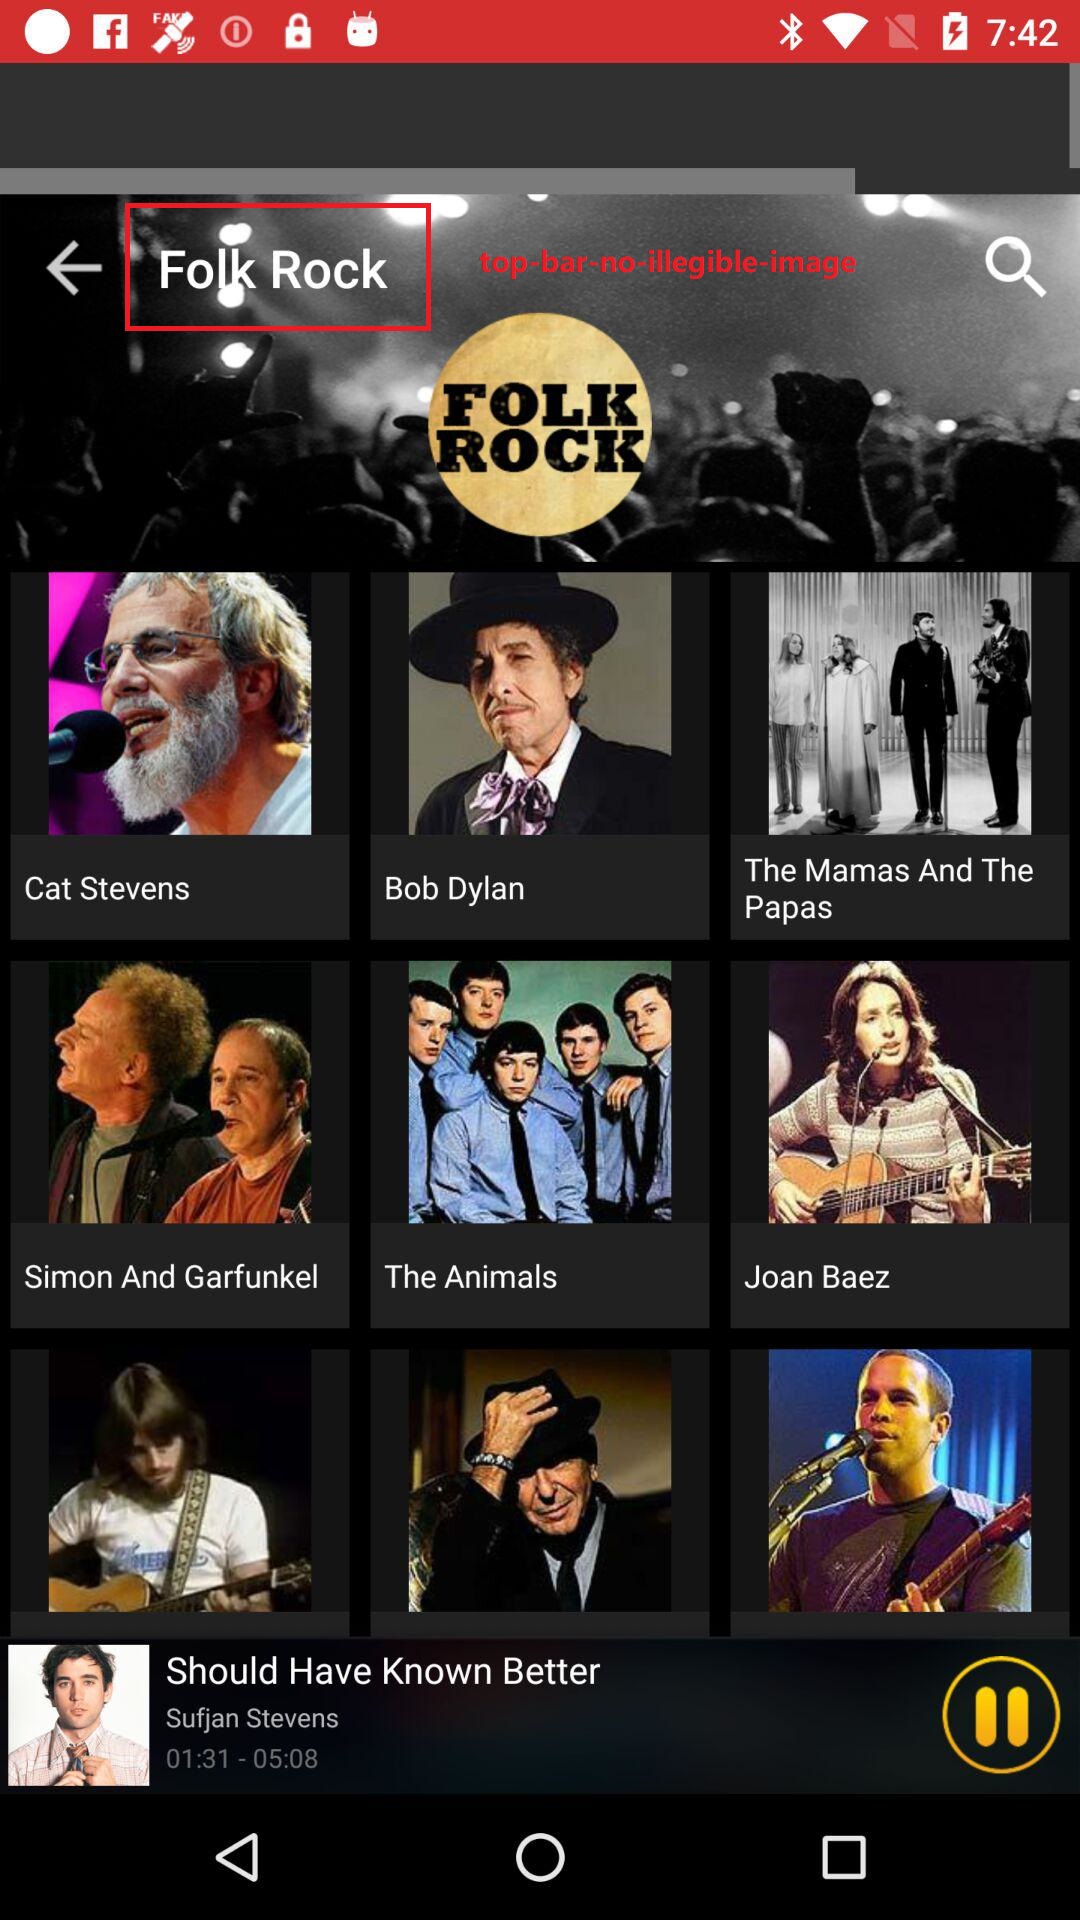 FAKE
7:42
Folk Rock
top-bar-no-illegible-image
FOLK
ROCK
Cat Stevens
Bob Dylan
The Mamas And The
Papas
Simon And Garfunkel
The Animals
Joan Baez
Should Have Known Better
Sufjan Stevens
01:31 - 05:08